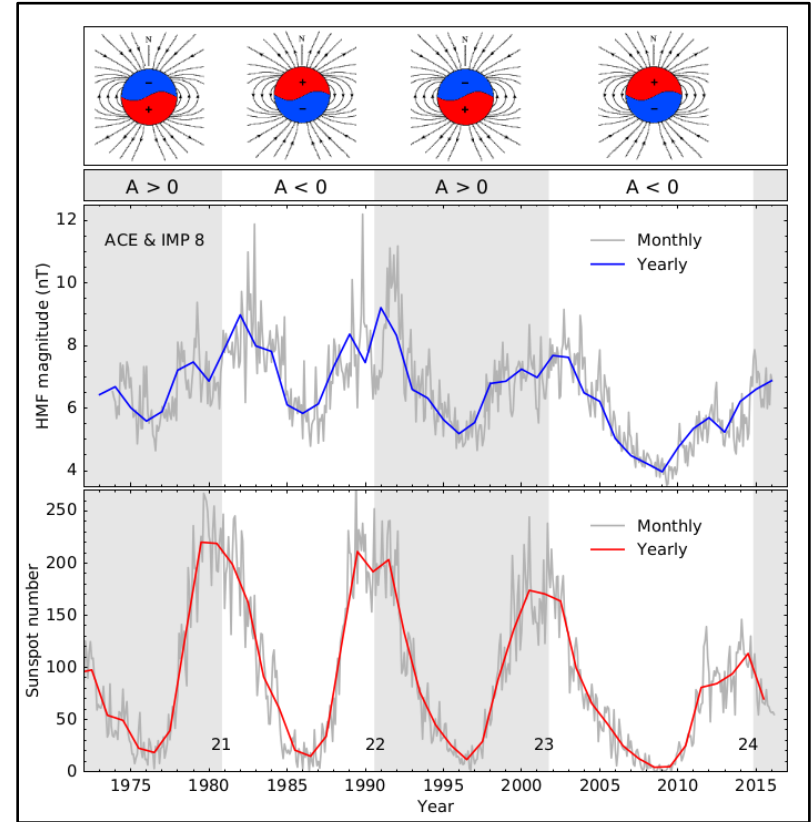 N N N N
- + - +
+ - + -
A > 0 A < 0 A > 0 A < 0
12
10
8
6
4
HMF magnitude (nT)
ACE & IMP 8
Monthly
Yearly
250
200
150
100
50
0
Sunspot number
Monthly
Yearly
21 22 23 24
1975 1980 1985 1990 1995 2000 2005 2010 2015
Year